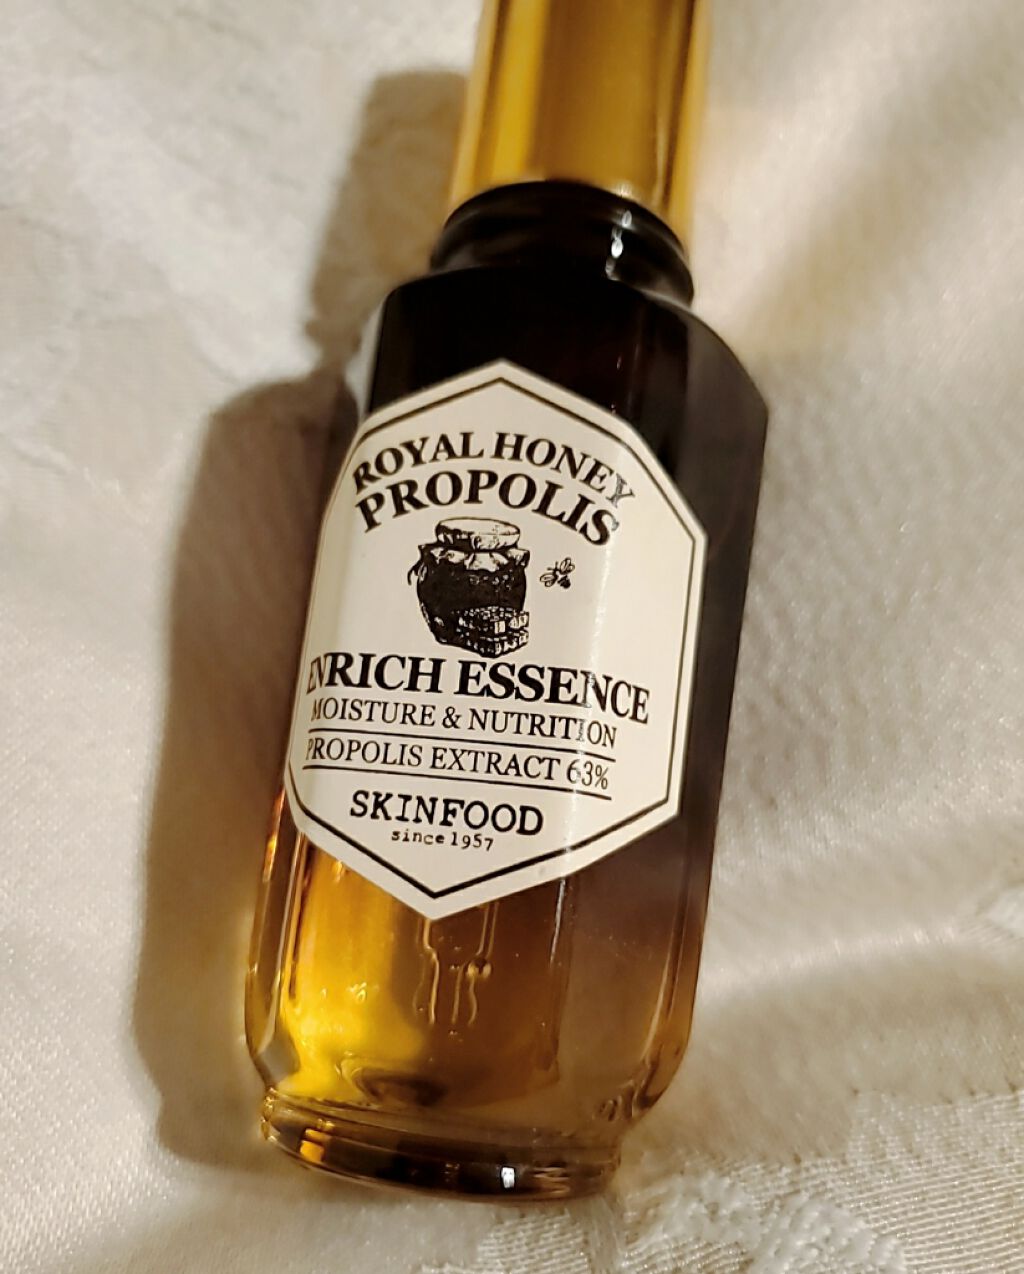 ROYAL HONEY
PROPOLIS
ENRICH ESSENCE
MOISTURE & NUTRITION
PROPOLIS EXTRACT 63%
SKINFOOD
since 1957